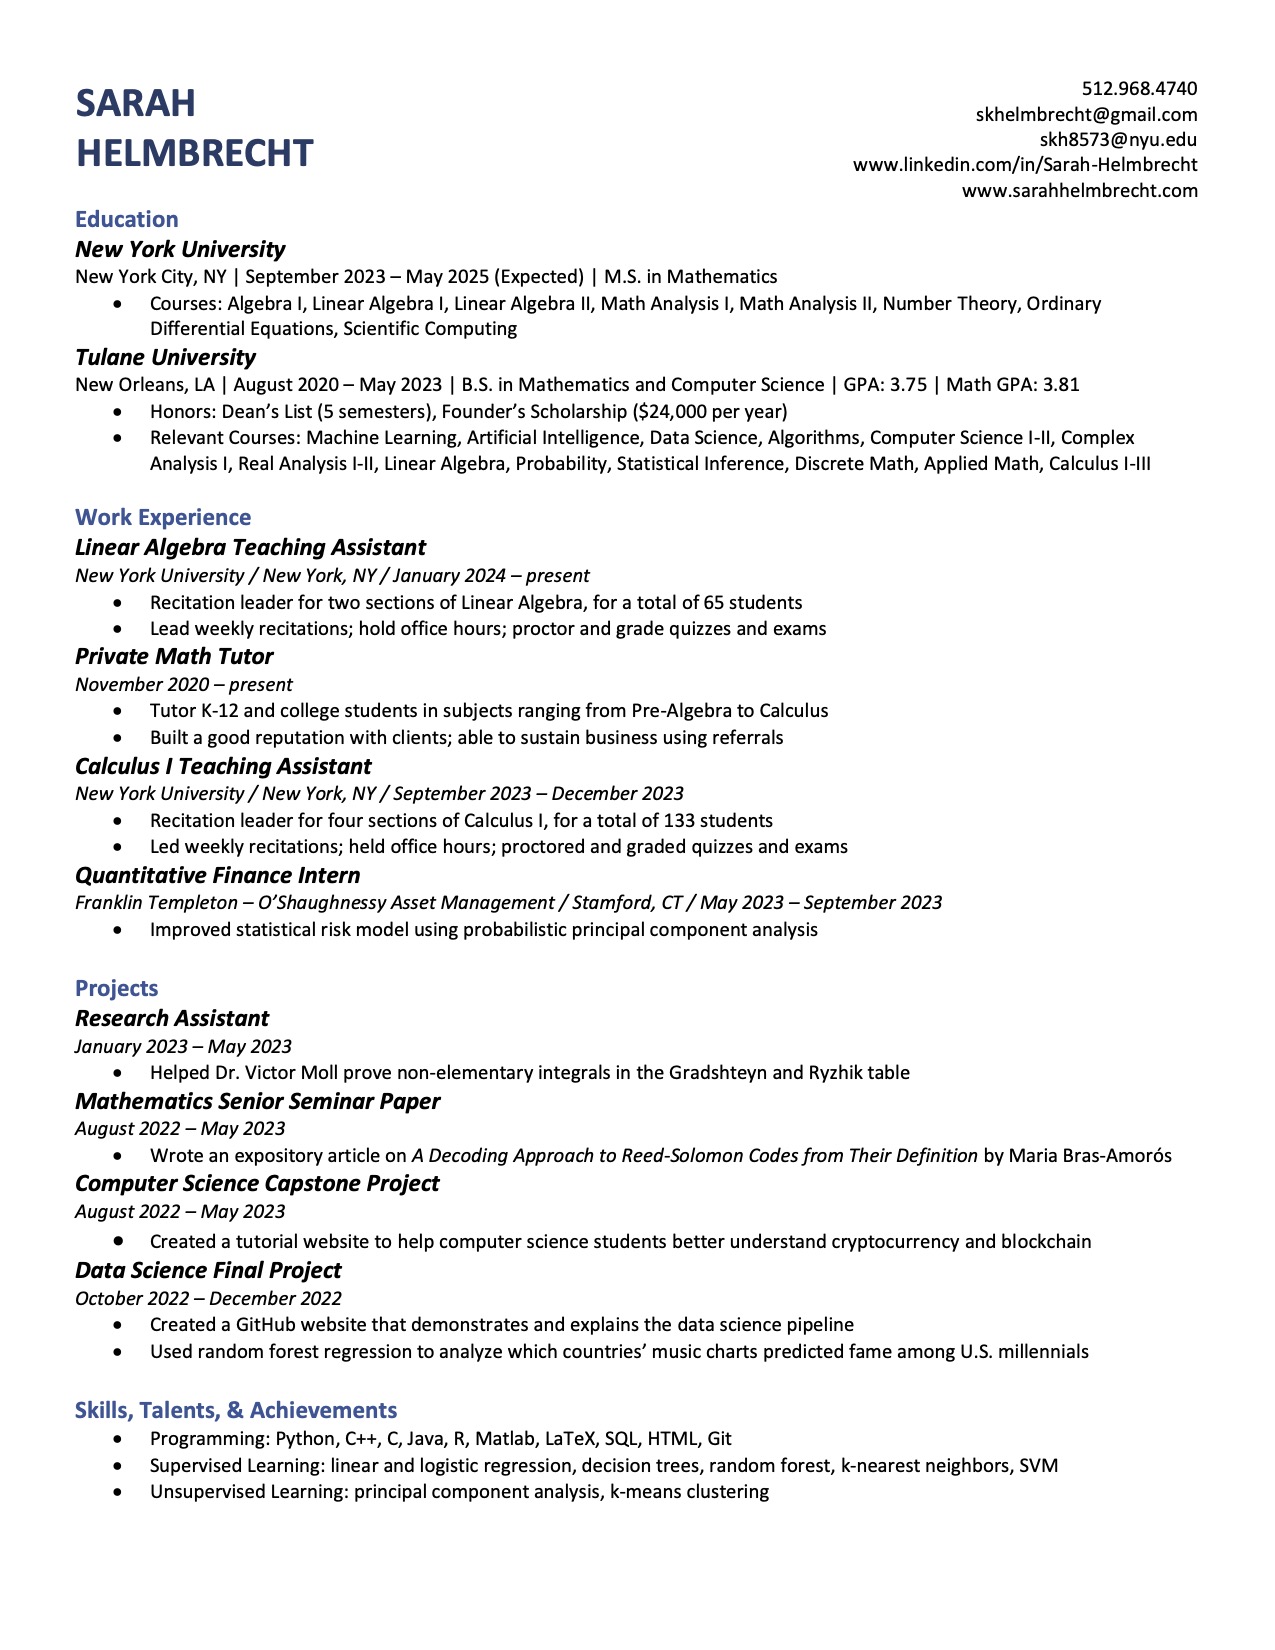 SARAH
HELMBRECHT
512.968.4740
skhelmbrecht@gmail.com
skh8573@nyu.edu
www.linkedin.com/in/Sarah-Helmbrecht
www.sarahhelmbrecht.com
Education
New York University
New York City, NY | September 2023 – May 2025 (Expected) | M.S. in Mathematics
• Courses: Algebra I, Linear Algebra I, Linear Algebra II, Math Analysis I, Math Analysis II, Number Theory, Ordinary
Differential Equations, Scientific Computing
Tulane University
New Orleans, LA | August 2020 – May 2023 | B.S. in Mathematics and Computer Science | GPA: 3.75 | Math GPA: 3.81
• Honors: Dean’s List (5 semesters), Founder’s Scholarship ($24,000 per year)
• Relevant Courses: Machine Learning, Artificial Intelligence, Data Science, Algorithms, Computer Science I-II, Complex
Analysis I, Real Analysis I-II, Linear Algebra, Probability, Statistical Inference, Discrete Math, Applied Math, Calculus I-III
Work Experience
Linear Algebra Teaching Assistant
New York University / New York, NY / January 2024 – present
• Recitation leader for two sections of Linear Algebra, for a total of 65 students
• Lead weekly recitations; hold office hours; proctor and grade quizzes and exams
Private Math Tutor
November 2020 – present
• Tutor K-12 and college students in subjects ranging from Pre-Algebra to Calculus
• Built a good reputation with clients; able to sustain business using referrals
Calculus I Teaching Assistant
New York University / New York, NY / September 2023 – December 2023
• Recitation leader for four sections of Calculus I, for a total of 133 students
• Led weekly recitations; held office hours; proctored and graded quizzes and exams
Quantitative Finance Intern
Franklin Templeton – O’Shaughnessy Asset Management / Stamford, CT / May 2023 – September 2023
• Improved statistical risk model using probabilistic principal component analysis
Projects
Research Assistant
January 2023 – May 2023
• Helped Dr. Victor Moll prove non-elementary integrals in the Gradshteyn and Ryzhik table
Mathematics Senior Seminar Paper
August 2022 – May 2023
• Wrote an expository article on A Decoding Approach to Reed-Solomon Codes from Their Definition by Maria Bras-Amorós
Computer Science Capstone Project
August 2022 – May 2023
• Created a tutorial website to help computer science students better understand cryptocurrency and blockchain
Data Science Final Project
October 2022 – December 2022
• Created a GitHub website that demonstrates and explains the data science pipeline
• Used random forest regression to analyze which countries’ music charts predicted fame among U.S. millennials
Skills, Talents, & Achievements
• Programming: Python, C++, C, Java, R, Matlab, LaTeX, SQL, HTML, Git
• Supervised Learning: linear and logistic regression, decision trees, random forest, k-nearest neighbors, SVM
• Unsupervised Learning: principal component analysis, k-means clustering